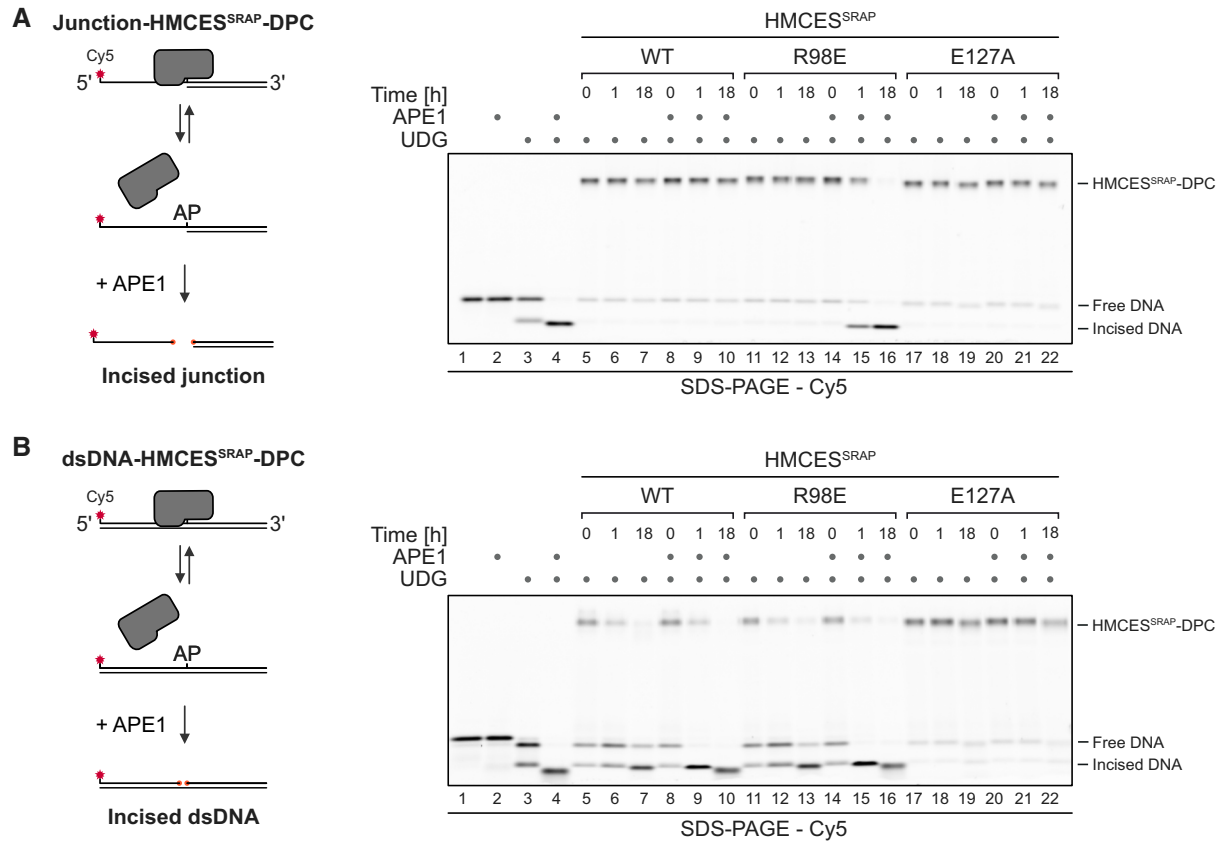 A
Junction-HMCES^SRAP-DPC
Cy5
5' 3'
AP
+ APE1
Incised junction
HMCES^SRAP
WT R98E E127A
Time [h] 0 1 18 0 1 18 0 1 18 0 1 18 0 1 18 0 1 18
APE1 • • • • • • • • • • •
UDG • • • • • • • • • • • • • • • • • • • •
HMCES^SRAP-DPC
Free DNA
Incised DNA
1 2 3 4 5 6 7 8 9 10 11 12 13 14 15 16 17 18 19 20 21 22
SDS-PAGE - Cy5
B
dsDNA-HMCES^SRAP-DPC
Cy5
5' 3'
AP
+ APE1
Incised dsDNA
HMCES^SRAP
WT R98E E127A
Time [h] 0 1 18 0 1 18 0 1 18 0 1 18 0 1 18 0 1 18
APE1 • • • • • • • • • • •
UDG • • • • • • • • • • • • • • • • • • • •
HMCES^SRAP-DPC
Free DNA
Incised DNA
1 2 3 4 5 6 7 8 9 10 11 12 13 14 15 16 17 18 19 20 21 22
SDS-PAGE - Cy5